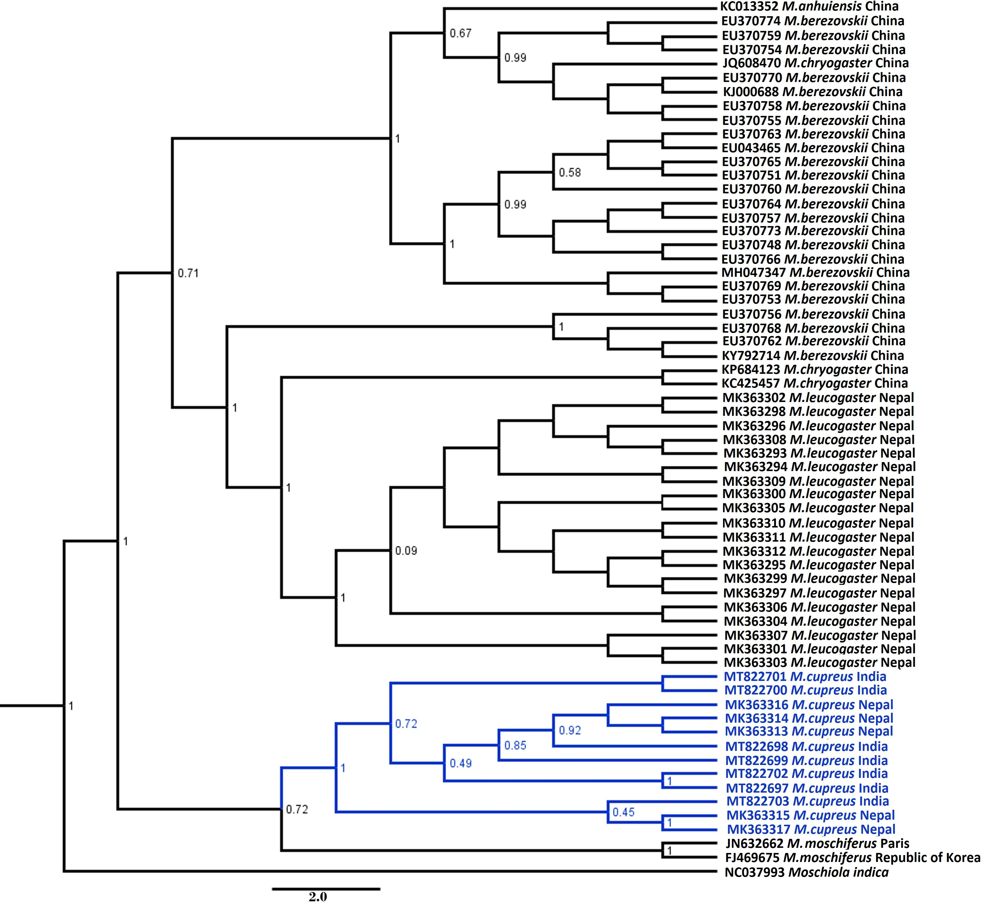 KC013352 M.anhuiensis China
EU370774 M.berezovskii China
0.67
EU370759 M.berezovskii China
EU370754 M.berezovskii China
0.99
JQ608470 M.chryogaster China
EU370770 M.berezovskii China
KJ000688 M.berezovskii China
EU370758 M.berezovskii China
EU370755 M.berezovskii China
EU370763 M.berezovskii China
1
EU043465 M.berezovskii China
EU370765 M.berezovskii China
0.58
EU370751 M.berezovskii China
EU370760 M.berezovskii China
0.99
EU370764 M.berezovskii China
EU370757 M.berezovskii China
EU370773 M.berezovskii China
1
EU370748 M.berezovskii China
EU370766 M.berezovskii China
0.71
MH047347 M.berezovskii China
EU370769 M.berezovskii China
EU370753 M.berezovskii China
EU370756 M.berezovskii China
1
EU370768 M.berezovskii China
EU370762 M.berezovskii China
KY792714 M.berezovskii China
KP684123 M.chryogaster China
KC425457 M.chryogaster China
MK363302 M.leucogaster Nepal
1
MK363298 M.leucogaster Nepal
MK363296 M.leucogaster Nepal
MK363308 M.leucogaster Nepal
MK363293 M.leucogaster Nepal
MK363294 M.leucogaster Nepal
MK363309 M.leucogaster Nepal
1
MK363300 M.leucogaster Nepal
MK363305 M.leucogaster Nepal
MK363310 M.leucogaster Nepal
MK363311 M.leucogaster Nepal
1
0.09
MK363312 M.leucogaster Nepal
MK363295 M.leucogaster Nepal
MK363299 M.leucogaster Nepal
MK363297 M.leucogaster Nepal
1
MK363306 M.leucogaster Nepal
MK363304 M.leucogaster Nepal
MK363307 M.leucogaster Nepal
MK363301 M.leucogaster Nepal
MK363303 M.leucogaster Nepal
MT822701 M.cupreus India
MT822700 M.cupreus India
1
MK363316 M.cupreus Nepal
MK363314 M.cupreus Nepal
0.72
0.92
MK363313 M.cupreus Nepal
0.85
MT822698 M.cupreus India
0.49
MT822699 M.cupreus India
1
MT822702 M.cupreus India
1
MT822697 M.cupreus India
MT822703 M.cupreus India
0.72
0.45
MK363315 M.cupreus Nepal
1
MK363317 M.cupreus Nepal
JN632662 M.moschiferus Paris
1
FJ469675 M.moschiferus Republic of Korea
NC037993 Moschiola indica
2.0